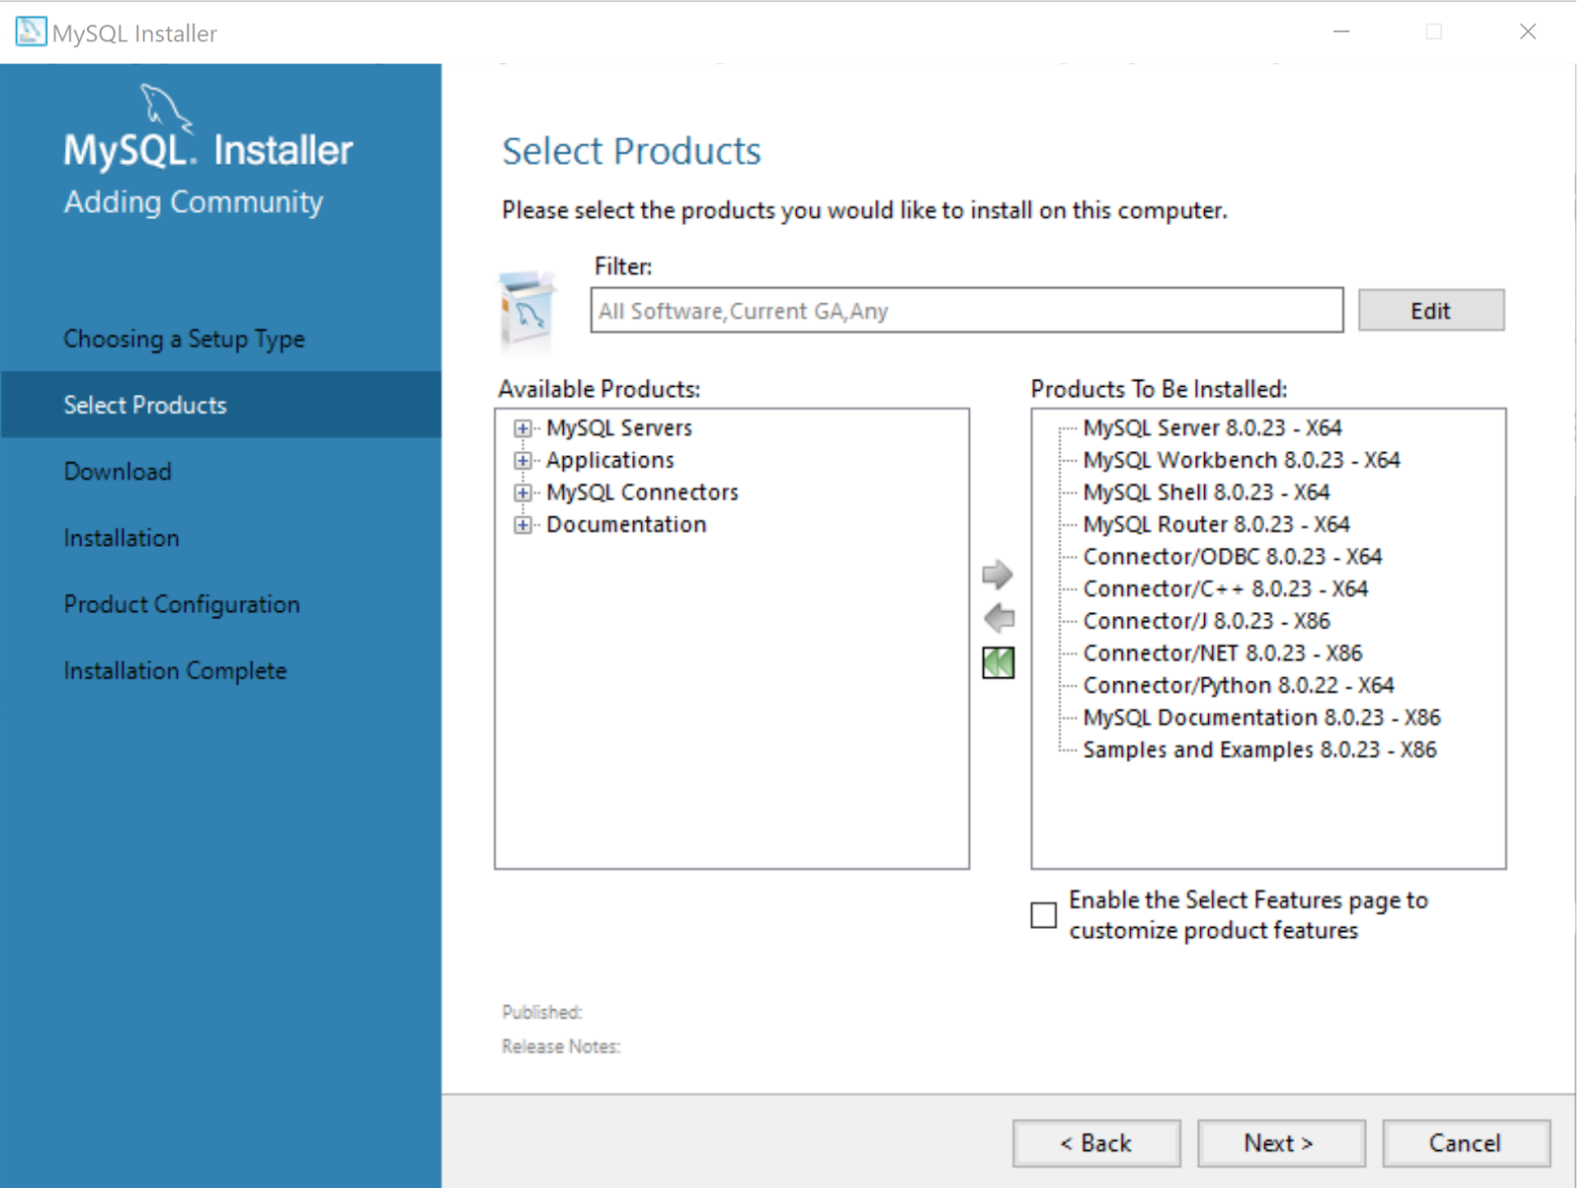 MySQL Installer
MySQL. Installer
Adding Community
Choosing a Setup Type
Select Products
Download
Installation
Product Configuration
Installation Complete
Select Products
Please select the products you would like to install on this computer.
Filter:
All Software,Current GA,Any
Edit
Available Products:
MySQL Servers
Applications
MySQL Connectors
Documentation
Products To Be Installed:
MySQL Server 8.0.23 - X64
MySQL Workbench 8.0.23 - X64
MySQL Shell 8.0.23 - X64
MySQL Router 8.0.23 - X64
Connector/ODBC 8.0.23 - X64
Connector/C++ 8.0.23 - X64
Connector/J 8.0.23 - X86
Connector/NET 8.0.23 - X86
Connector/Python 8.0.22 - X64
MySQL Documentation 8.0.23 - X86
Samples and Examples 8.0.23 - X86
Enable the Select Features page to
customize product features
Published:
Release Notes:
< Back
Next >
Cancel